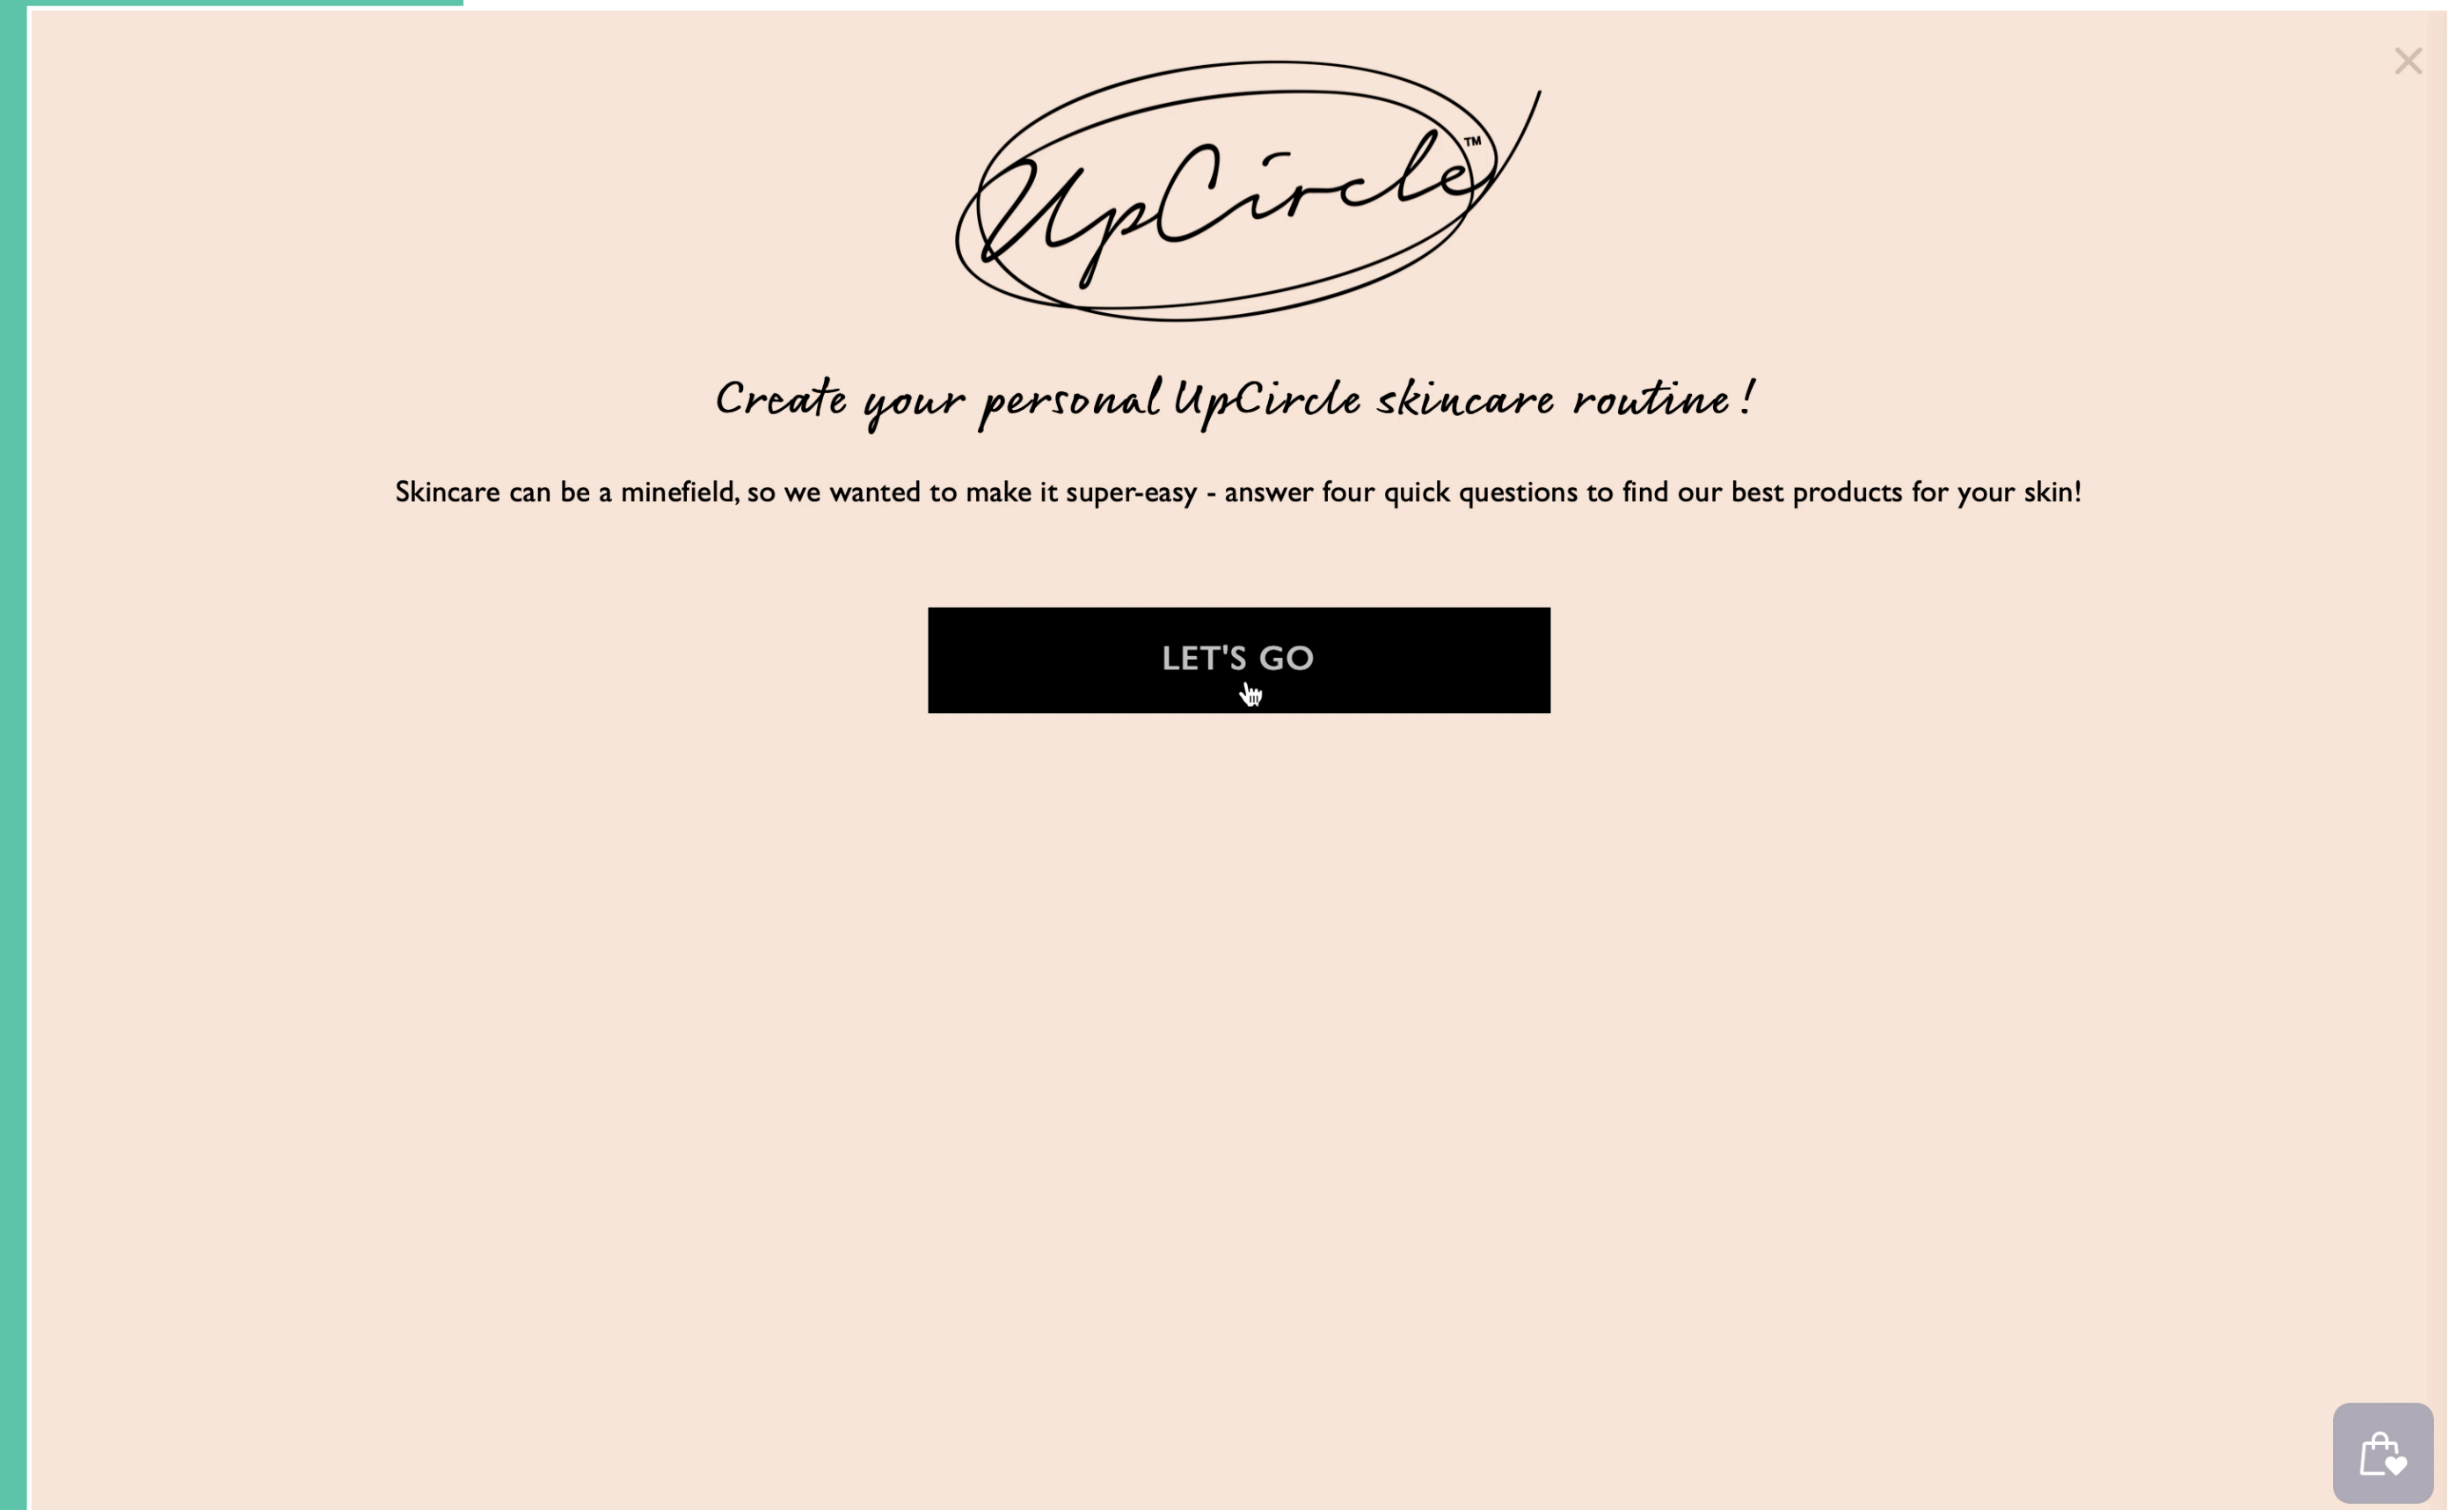 UpCircle™
Create your personal UpCircle skincare routine!
Skincare can be a minefield, so we wanted to make it super-easy - answer four quick questions to find our best products for your skin!
LET'S GO